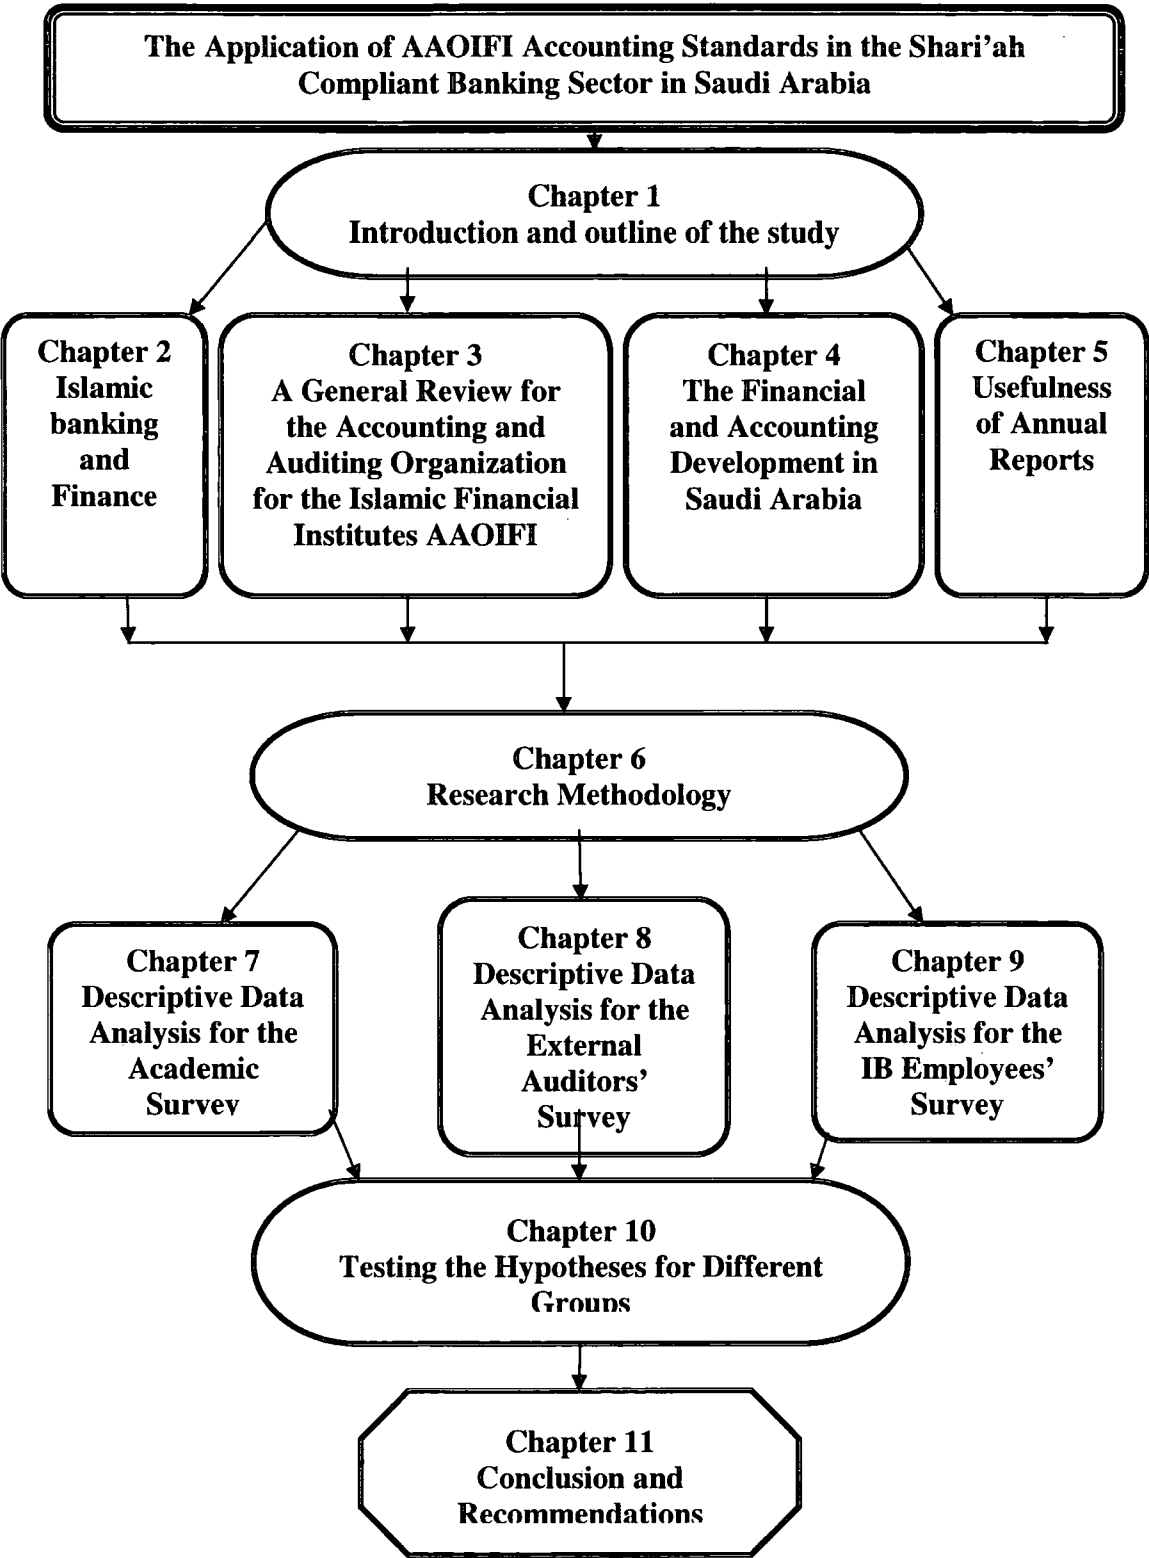 The Application of AAOIFI Accounting Standards in the Shari'ah
Compliant Banking Sector in Saudi Arabia
Chapter 1
Introduction and outline of the study
Chapter 2
Islamic
banking
and
Finance
Chapter 3
A General Review for
the Accounting and
Auditing Organization
for the Islamic Financial
Institutes AAOIFI
Chapter 4
The Financial
and Accounting
Development in
Saudi Arabia
Chapter 5
Usefulness
of Annual
Reports
Chapter 6
Research Methodology
Chapter 7
Descriptive Data
Analysis for the
Academic
Survey
Chapter 8
Descriptive Data
Analysis for the
External
Auditors'
Survey
Chapter 9
Descriptive Data
Analysis for the
IB Employees'
Survey
Chapter 10
Testing the Hypotheses for Different
Groups
Chapter 11
Conclusion and
Recommendations